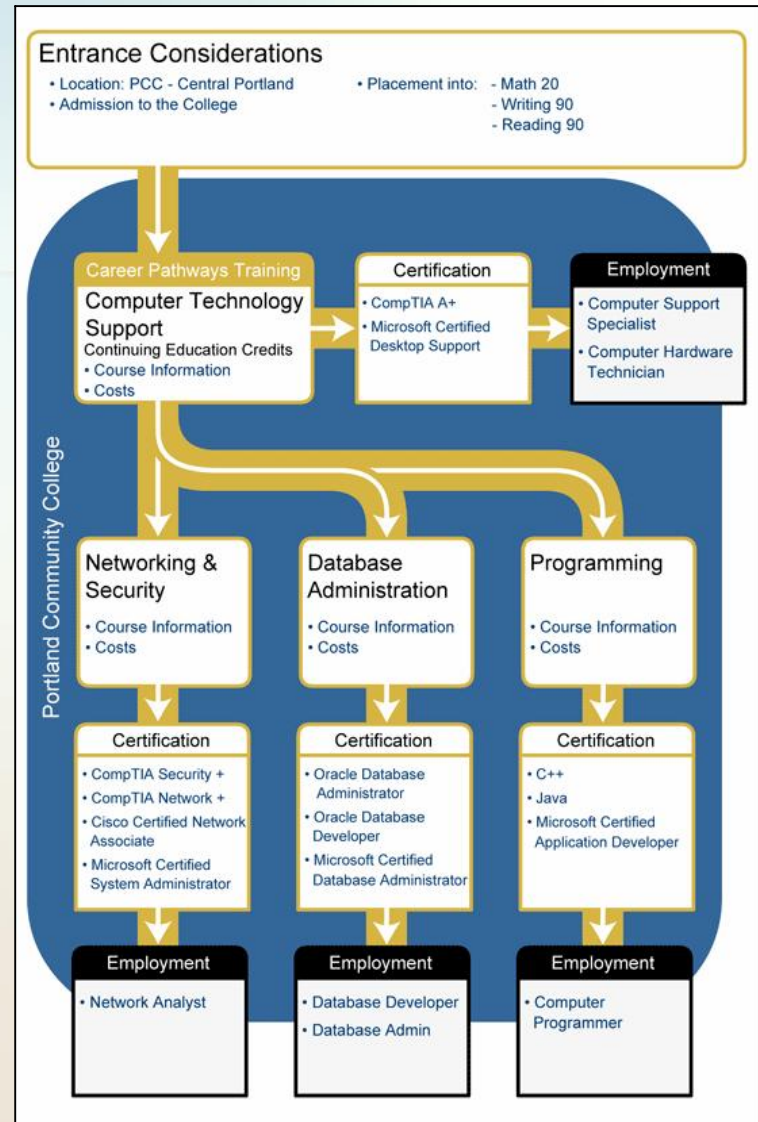 Entrance Considerations
• Location: PCC - Central Portland
• Admission to the College
• Placement into: - Math 20
- Writing 90
- Reading 90
Portland Community College
Career Pathways Training
Computer Technology
Support
Continuing Education Credits
• Course Information
• Costs
Certification
• CompTIA A+
• Microsoft Certified
Desktop Support
Employment
• Computer Support
Specialist
• Computer Hardware
Technician
Networking &
Security
• Course Information
• Costs
Database
Administration
• Course Information
• Costs
Programming
• Course Information
• Costs
Certification
• CompTIA Security +
• CompTIA Network +
• Cisco Certified Network
Associate
• Microsoft Certified
System Administrator
Certification
• Oracle Database
Administrator
• Oracle Database
Developer
• Microsoft Certified
Database Administrator
Certification
• C++
• Java
• Microsoft Certified
Application Developer
Employment
• Network Analyst
Employment
• Database Developer
• Database Admin
Employment
• Computer
Programmer